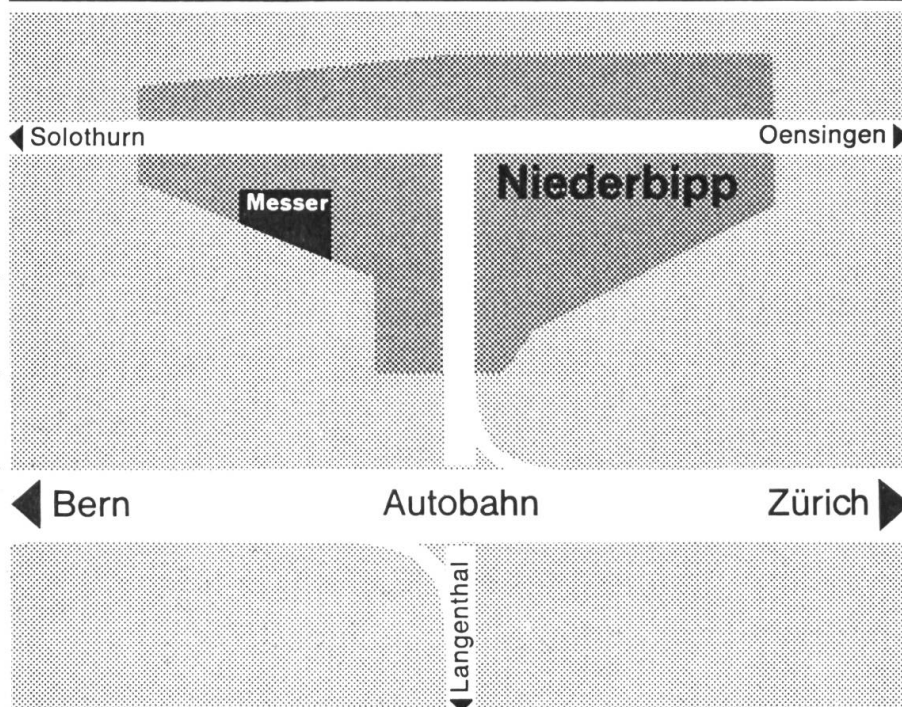 Solothurn
Oensingen
Niederbipp
Messer
Bern
Autobahn
Zürich
Langenthal